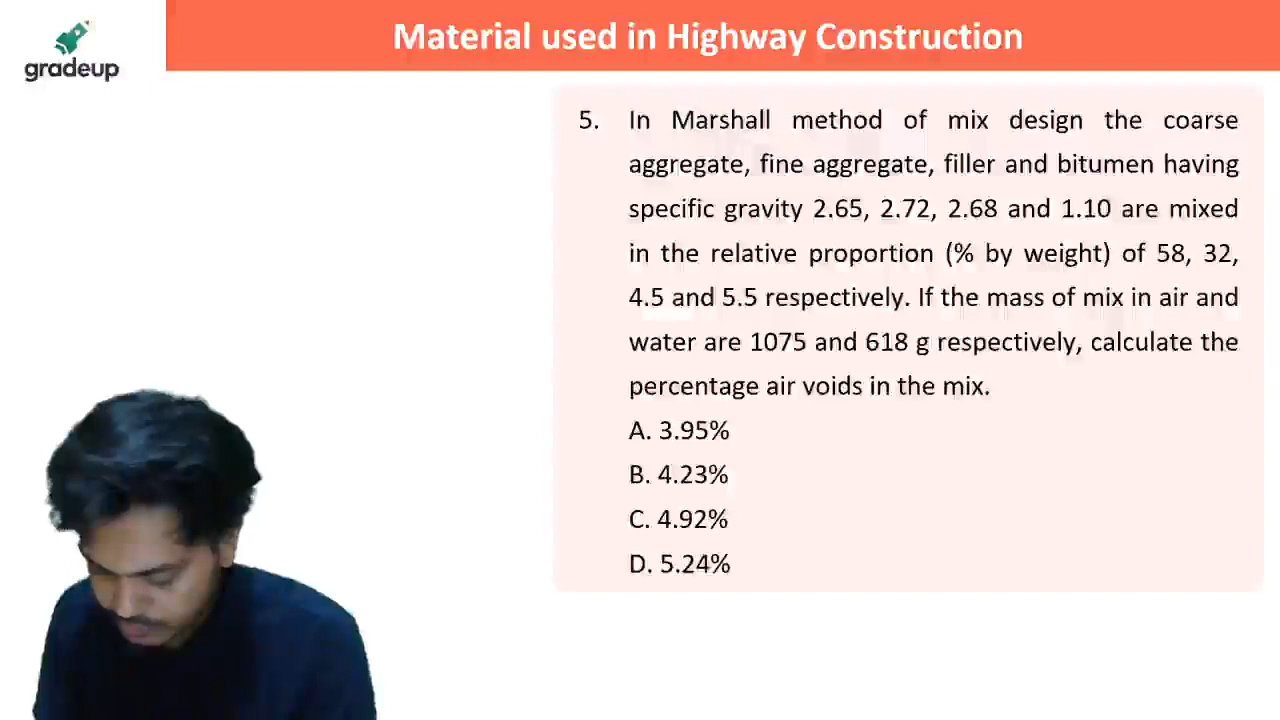 gradeup
Material used in Highway Construction
5. In Marshall method of mix design the coarse
aggregate, fine aggregate, filler and bitumen having
specific gravity 2.65, 2.72, 2.68 and 1.10 are mixed
in the relative proportion (% by weight) of 58, 32,
4.5 and 5.5 respectively. If the mass of mix in air and
water are 1075 and 618 g respectively, calculate the
percentage air voids in the mix.
A. 3.95%
B. 4.23%
C. 4.92%
D. 5.24%